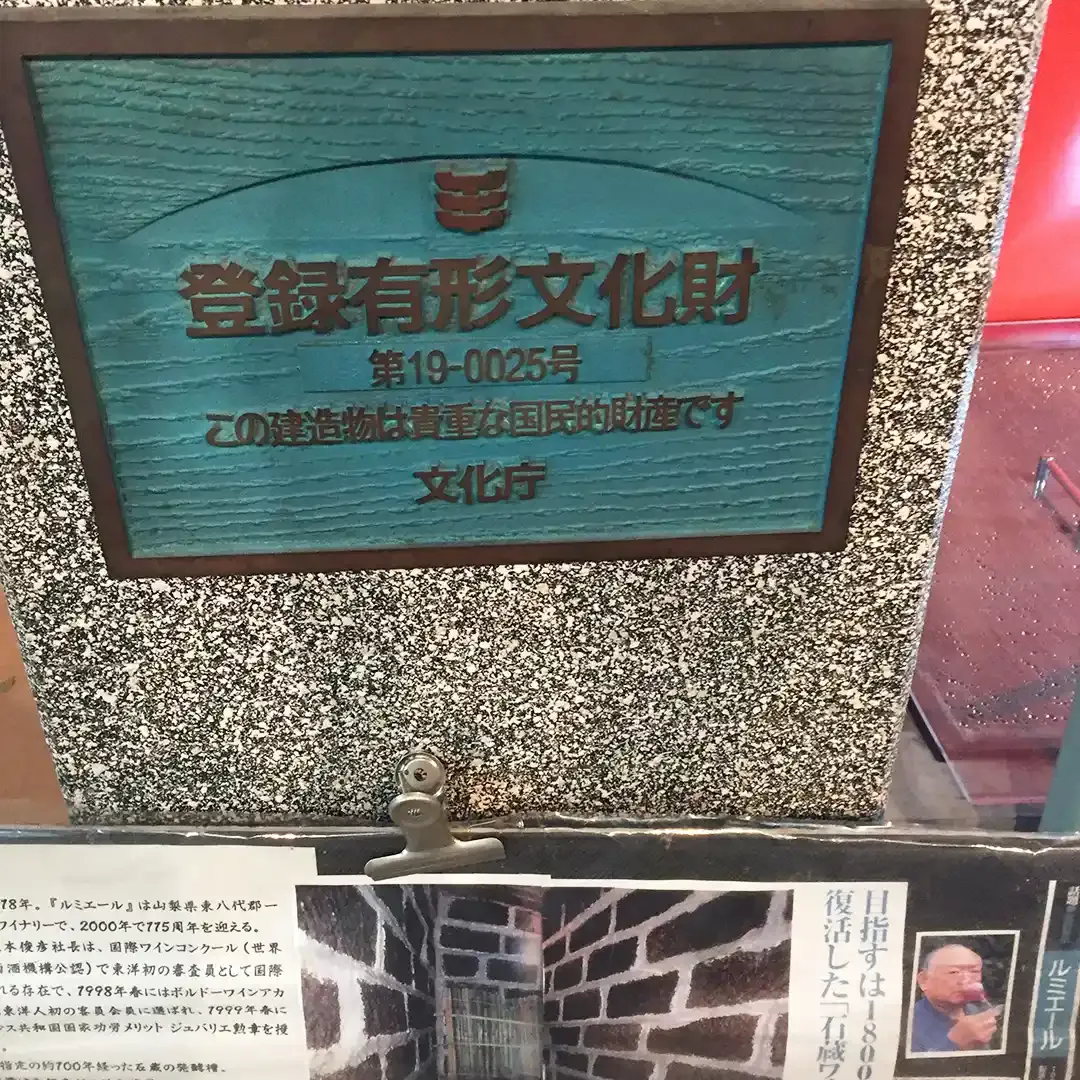 登録有形文化財
第19-0025号
この建造物は貴重な国民的財産です
文化庁
18年。『ルミエール』は山梨県東八代郡一
ワイナリーで、2000年で115周年を迎える。
本俊彦社長は、国際ワインコンクール(世界
酒機構公認)で東洋初の審査員として国際
れる存在で、1998年春にはボルドーワインアカ
東洋人初の客員会員に選ばれ、1999年春に
ス共和国国家功労メリット ジュバリエ勲章を授
指定の約100年経った石蔵の発酵槽。
目指すは1800
復活した「石蔵ワ
ルミエール